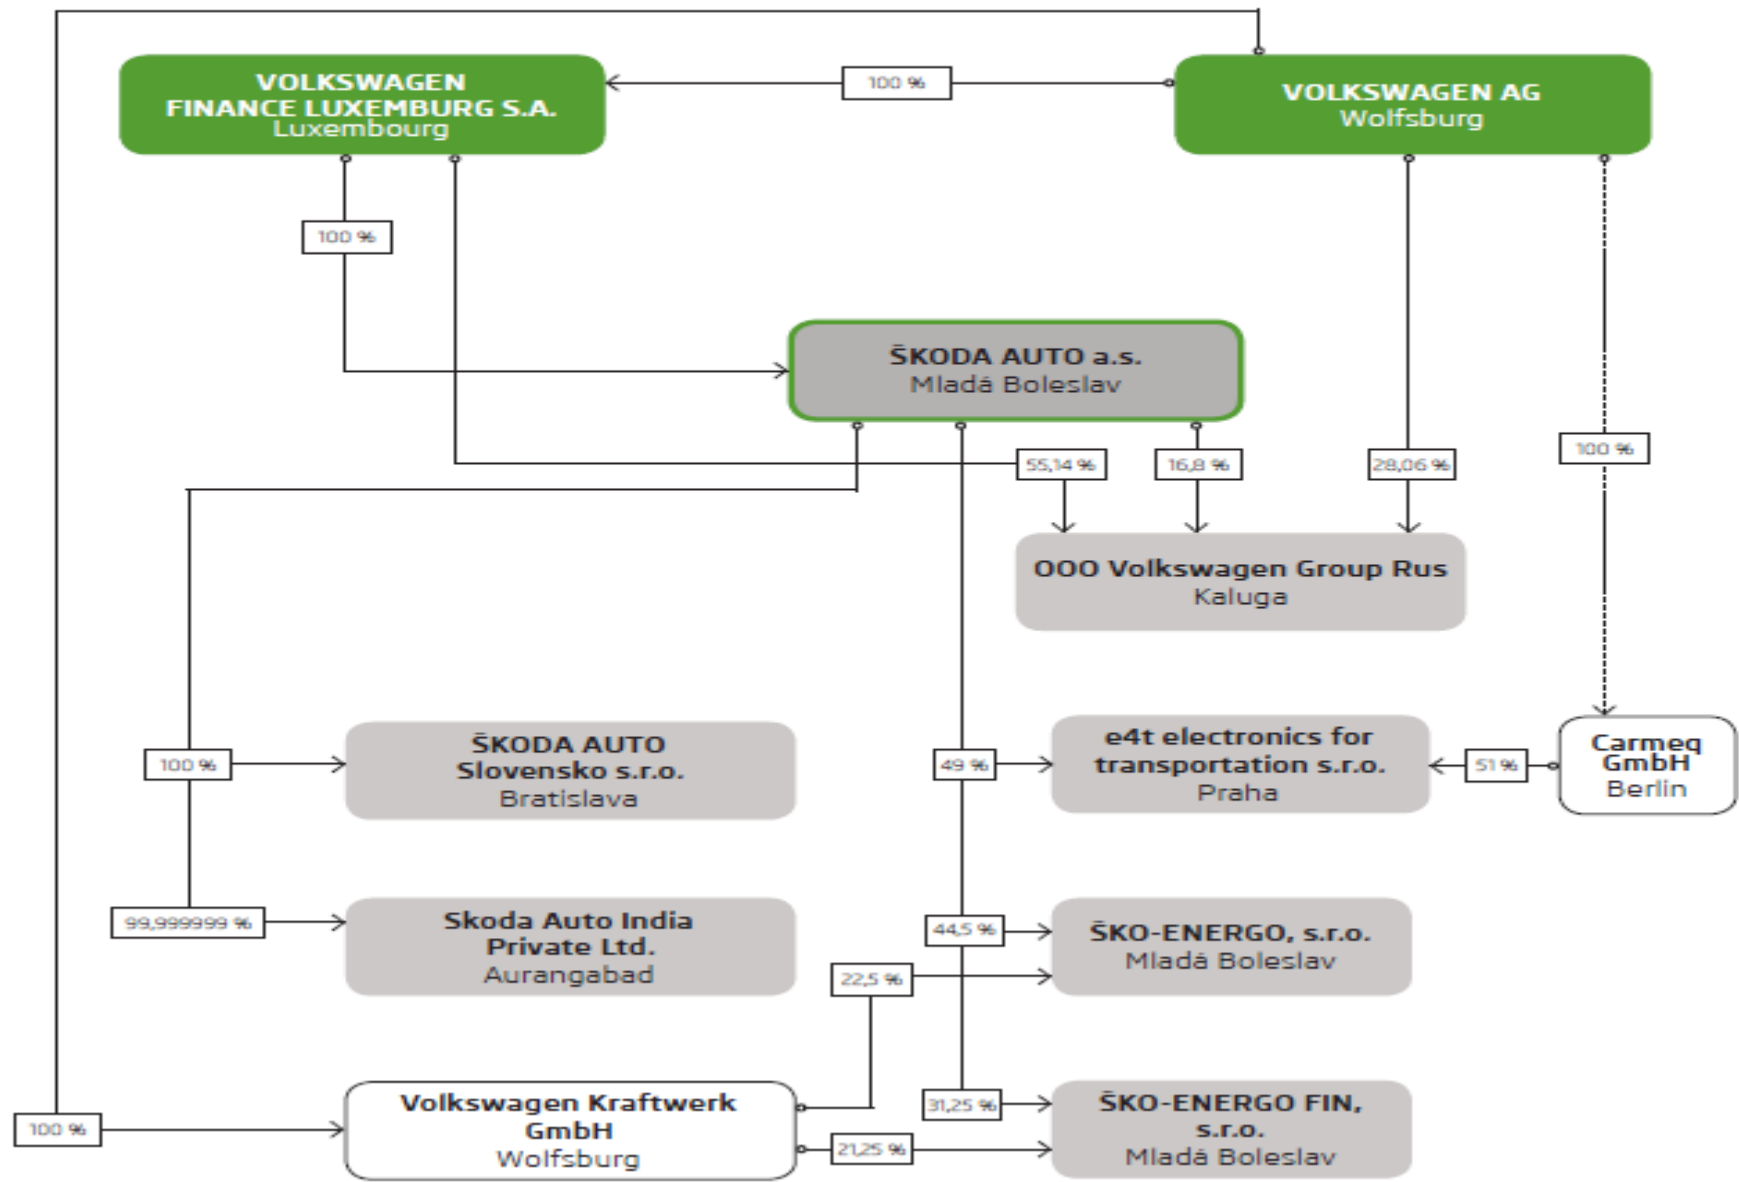 VOLKSWAGEN
FINANCE LUXEMBURG S.A.
Luxembourg
100 %
VOLKSWAGEN AG
Wolfsburg
100 %
ŠKODA AUTO a.s.
Mladá Boleslav
55,14 %
16,8 %
28,06 %
100 %
OOO Volkswagen Group Rus
Kaluga
100 %
ŠKODA AUTO
Slovensko s.r.o.
Bratislava
49 %
e4t electronics for
transportation s.r.o.
Praha
51 %
Carmeq
GmbH
Berlin
99,999999 %
Skoda Auto India
Private Ltd.
Aurangabad
44,5 %
22,5 %
ŠKO-ENERGO, s.r.o.
Mladá Boleslav
100 %
Volkswagen Kraftwerk
GmbH
Wolfsburg
31,25 %
21,25 %
ŠKO-ENERGO FIN,
s.r.o.
Mladá Boleslav